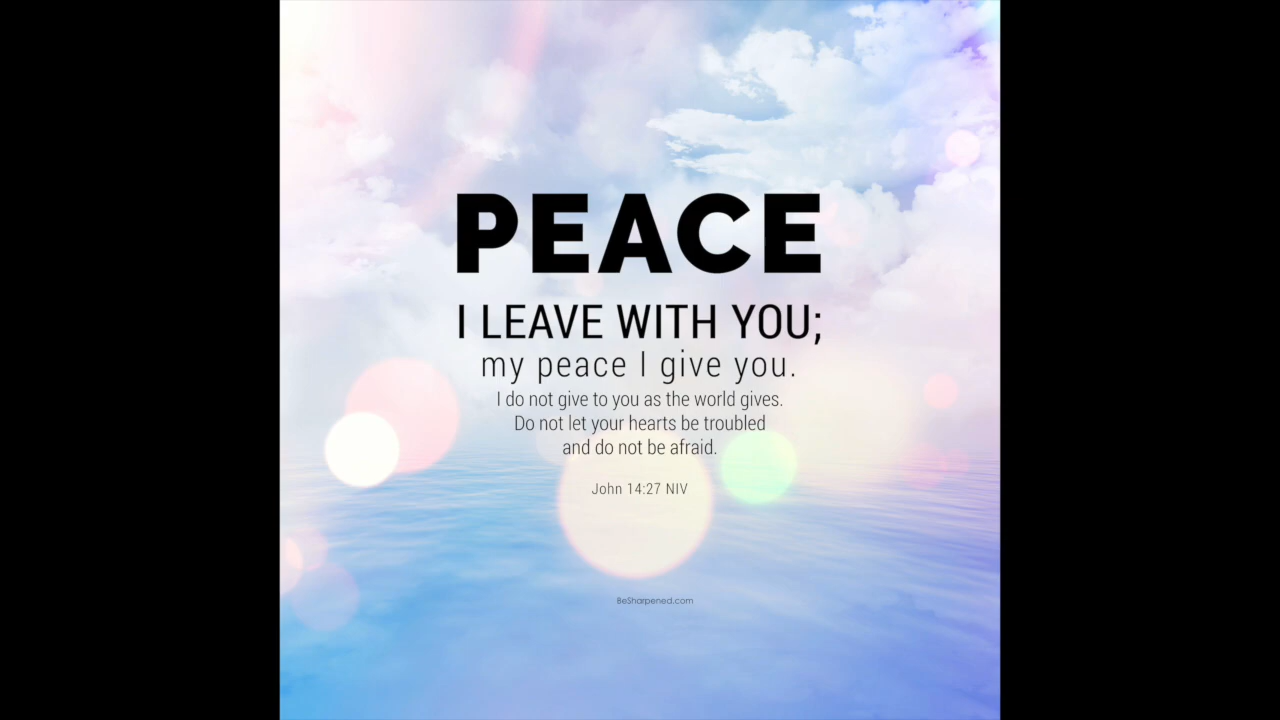 PEACE
I LEAVE WITH YOU;
my peace I give you.
I do not give to you as the world gives.
Do not let your hearts be troubled
and do not be afraid.
John 14:27 NIV
BeSharpened.com